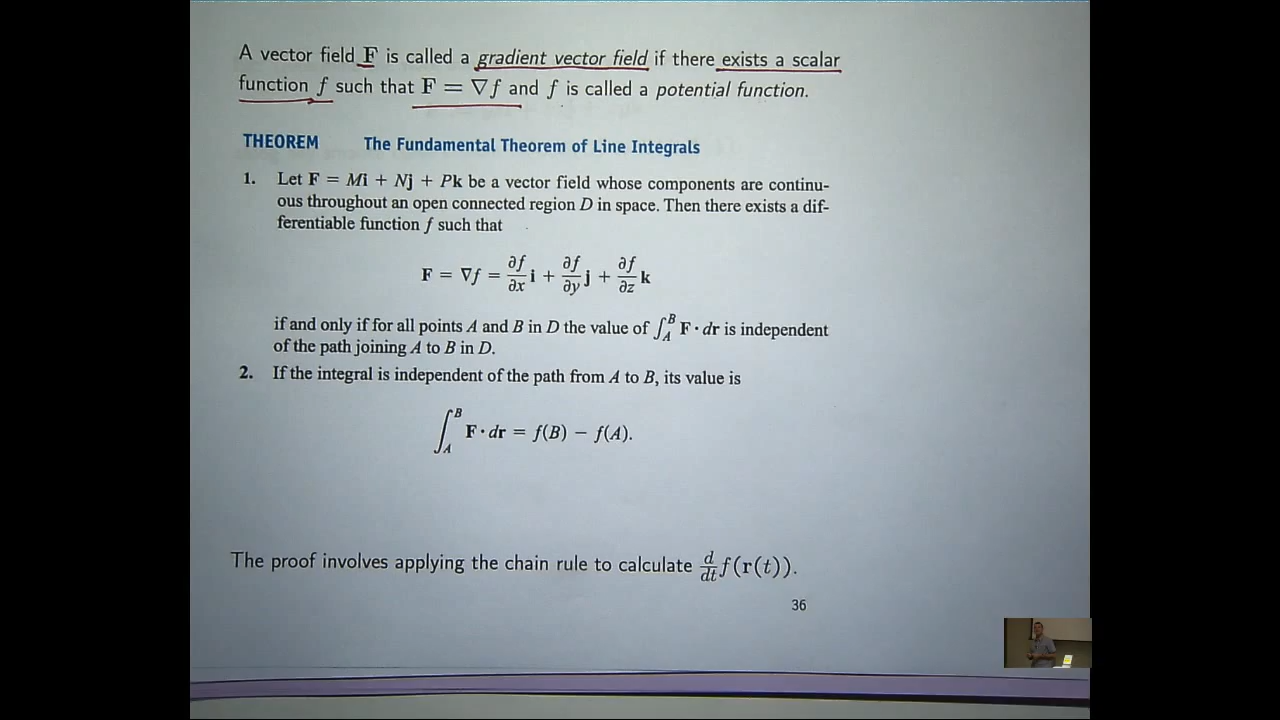 A vector field F is called a gradient vector field if there exists a scalar
function f such that F = ∇f and f is called a potential function.
THEOREM The Fundamental Theorem of Line Integrals
1. Let F = Mi + Nj + Pk be a vector field whose components are continu-
ous throughout an open connected region D in space. Then there exists a dif-
ferentiable function f such that
F = ∇f = ∂f/∂x i + ∂f/∂y j + ∂f/∂z k
if and only if for all points A and B in D the value of ∫_A^B F · dr is independent
of the path joining A to B in D.
2. If the integral is independent of the path from A to B, its value is
∫_A^B F · dr = f(B) − f(A).
The proof involves applying the chain rule to calculate d/dt f(r(t)).
36